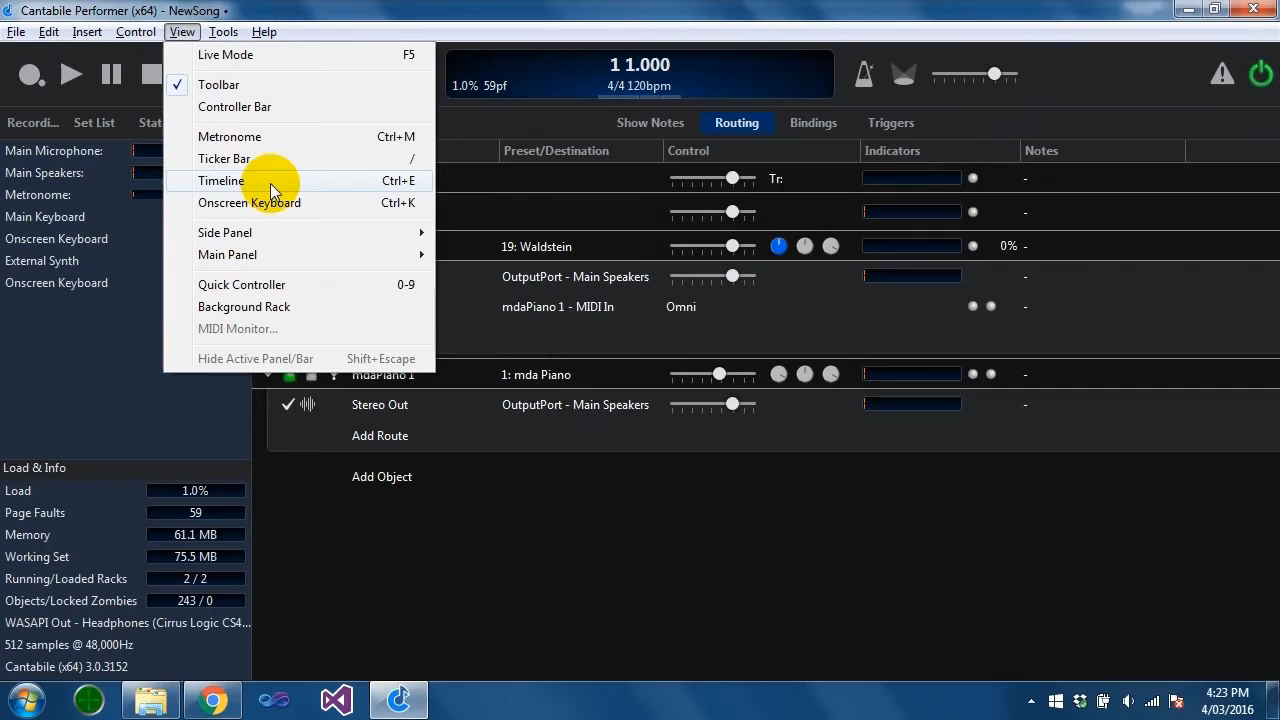 Cantabile Performer (x64) - NewSong •
File Edit Insert Control View Tools Help
Live Mode F5
Toolbar
Controller Bar
Metronome Ctrl+M
Ticker Bar /
Timeline Ctrl+E
Onscreen Keyboard Ctrl+K
Side Panel
Main Panel
Quick Controller 0-9
Background Rack
MIDI Monitor...
Hide Active Panel/Bar Shift+Escape
1 1.000
1.0% 59pf 4/4 120bpm
Recordi... Set List Stat
Show Notes Routing Bindings Triggers
Main Microphone:
Main Speakers:
Metronome:
Main Keyboard
Onscreen Keyboard
External Synth
Onscreen Keyboard
Preset/Destination Control Indicators Notes
Tr: -
-
19: Waldstein 0% -
OutputPort - Main Speakers
mdaPiano 1 - MIDI In Omni -
mdaPiano 1 1: mda Piano -
Stereo Out OutputPort - Main Speakers -
Add Route
Add Object
Load & Info
Load 1.0%
Page Faults 59
Memory 61.1 MB
Working Set 75.5 MB
Running/Loaded Racks 2 / 2
Objects/Locked Zombies 243 / 0
WASAPI Out - Headphones (Cirrus Logic CS4...
512 samples @ 48,000Hz
Cantabile (x64) 3.0.3152
4:23 PM
4/03/2016